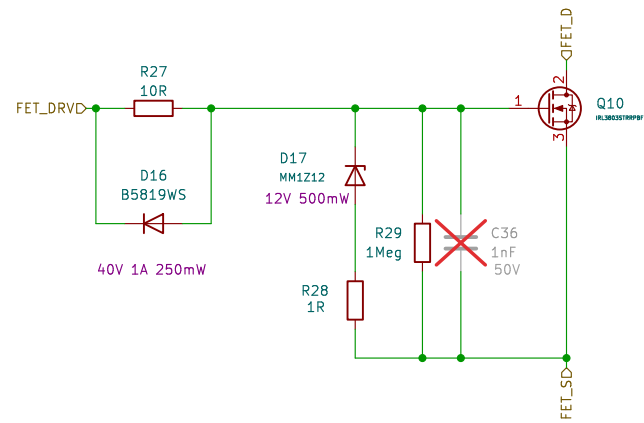 FET_D
R27
10R
FET_DRV
1
2
Q10
IRL3803STRRPBF
3
D17
MM1Z12
12V 500mW
D16
B5819WS
40V 1A 250mW
R29
1Meg
C36
1nF
50V
R28
1R
FET_S